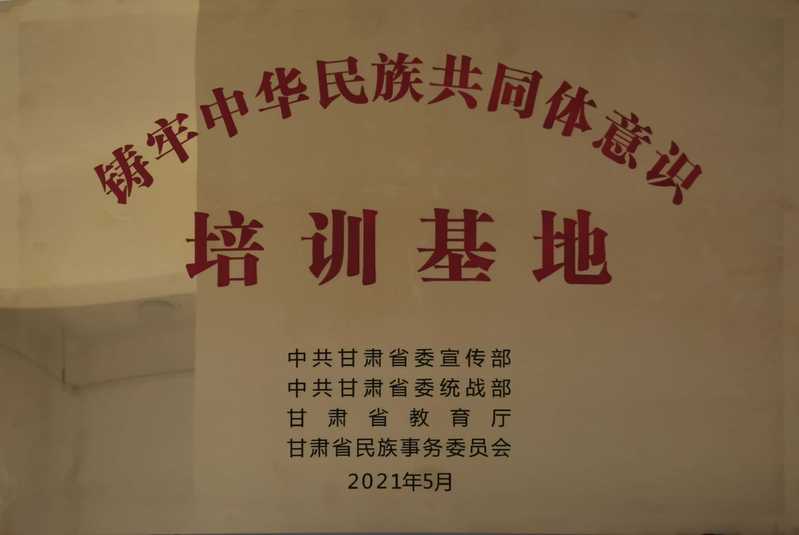 铸牢中华民族共同体意识
培训基地
中共甘肃省委宣传部
中共甘肃省委统战部
甘肃省教育厅
甘肃省民族事务委员会
2021年5月